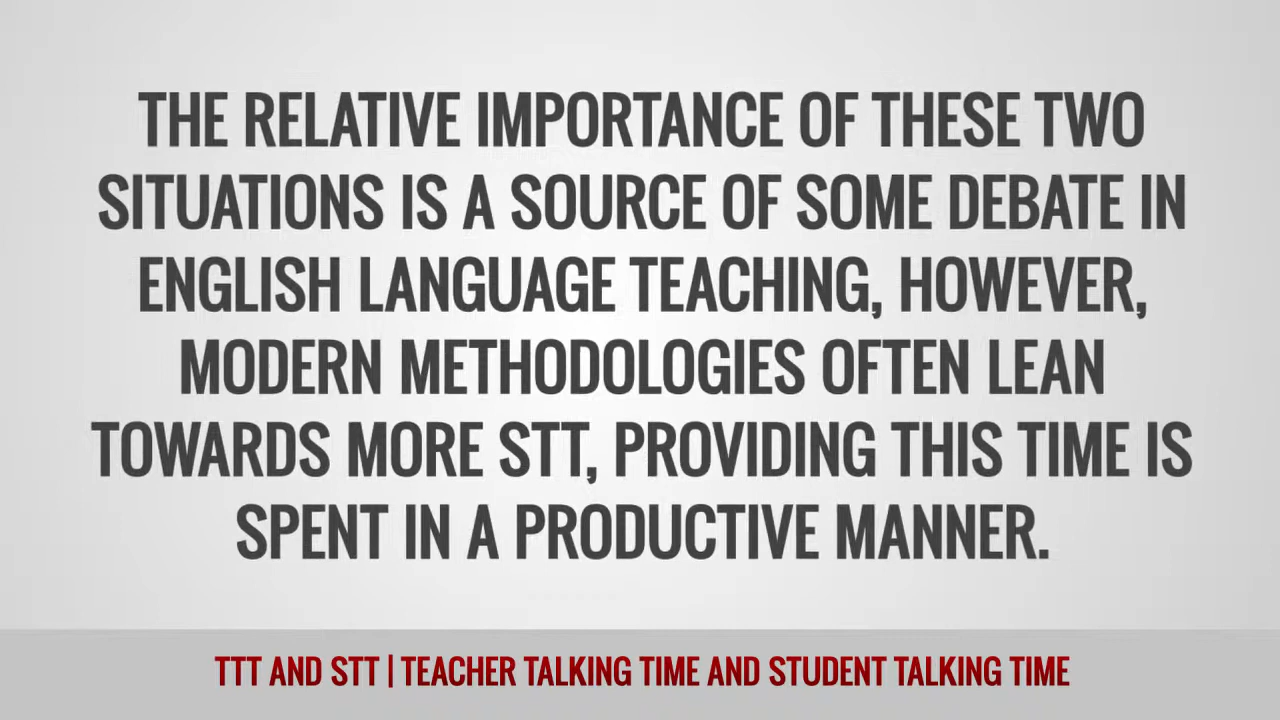 THE RELATIVE IMPORTANCE OF THESE TWO
SITUATIONS IS A SOURCE OF SOME DEBATE IN
ENGLISH LANGUAGE TEACHING, HOWEVER,
MODERN METHODOLOGIES OFTEN LEAN
TOWARDS MORE STT, PROVIDING THIS TIME IS
SPENT IN A PRODUCTIVE MANNER.
TTT AND STT | TEACHER TALKING TIME AND STUDENT TALKING TIME